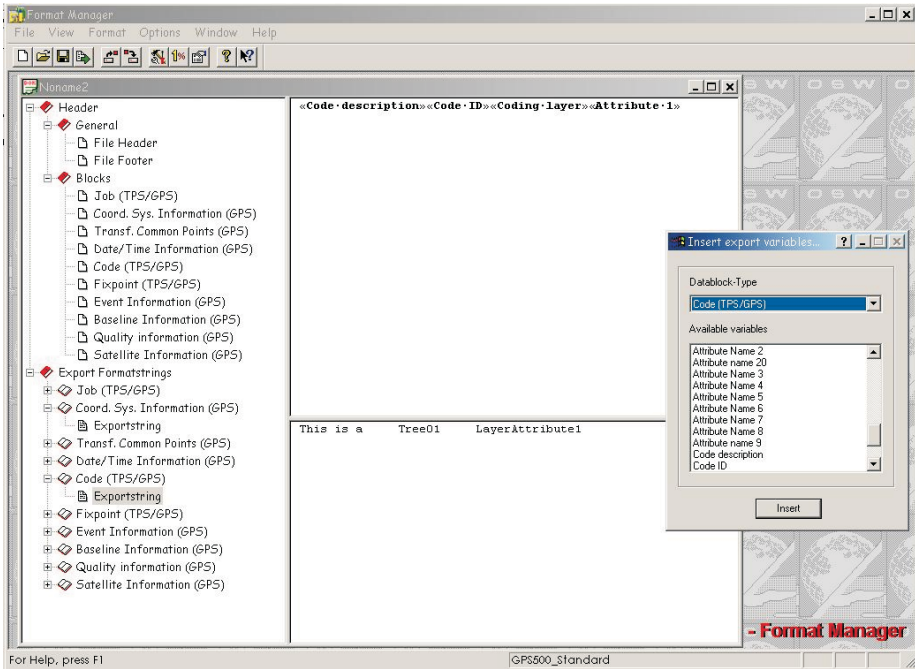 Format Manager
File View Format Options Window Help
Noname2
Header
General
File Header
File Footer
Blocks
Job (TPS/GPS)
Coord. Sys. Information (GPS)
Transf. Common Points (GPS)
Date/Time Information (GPS)
Code (TPS/GPS)
Fixpoint (TPS/GPS)
Event Information (GPS)
Baseline Information (GPS)
Quality information (GPS)
Satellite Information (GPS)
Export Formatstrings
Job (TPS/GPS)
Coord. Sys. Information (GPS)
Exportstring
Transf. Common Points (GPS)
Date/Time Information (GPS)
Code (TPS/GPS)
Exportstring
Fixpoint (TPS/GPS)
Event Information (GPS)
Baseline Information (GPS)
Quality information (GPS)
Satellite Information (GPS)
«Code·description»«Code·ID»«Coding·layer»«Attribute·1»
This is a Tree01 LayerAttribute1
Insert export variables...
Datablock-Type
Code (TPS/GPS)
Available variables
Attribute Name 2
Attribute name 20
Attribute Name 3
Attribute Name 4
Attribute Name 5
Attribute Name 6
Attribute Name 7
Attribute Name 8
Attribute name 9
Code description
Code ID
Insert
- Format Manager
For Help, press F1
GPS500_Standard